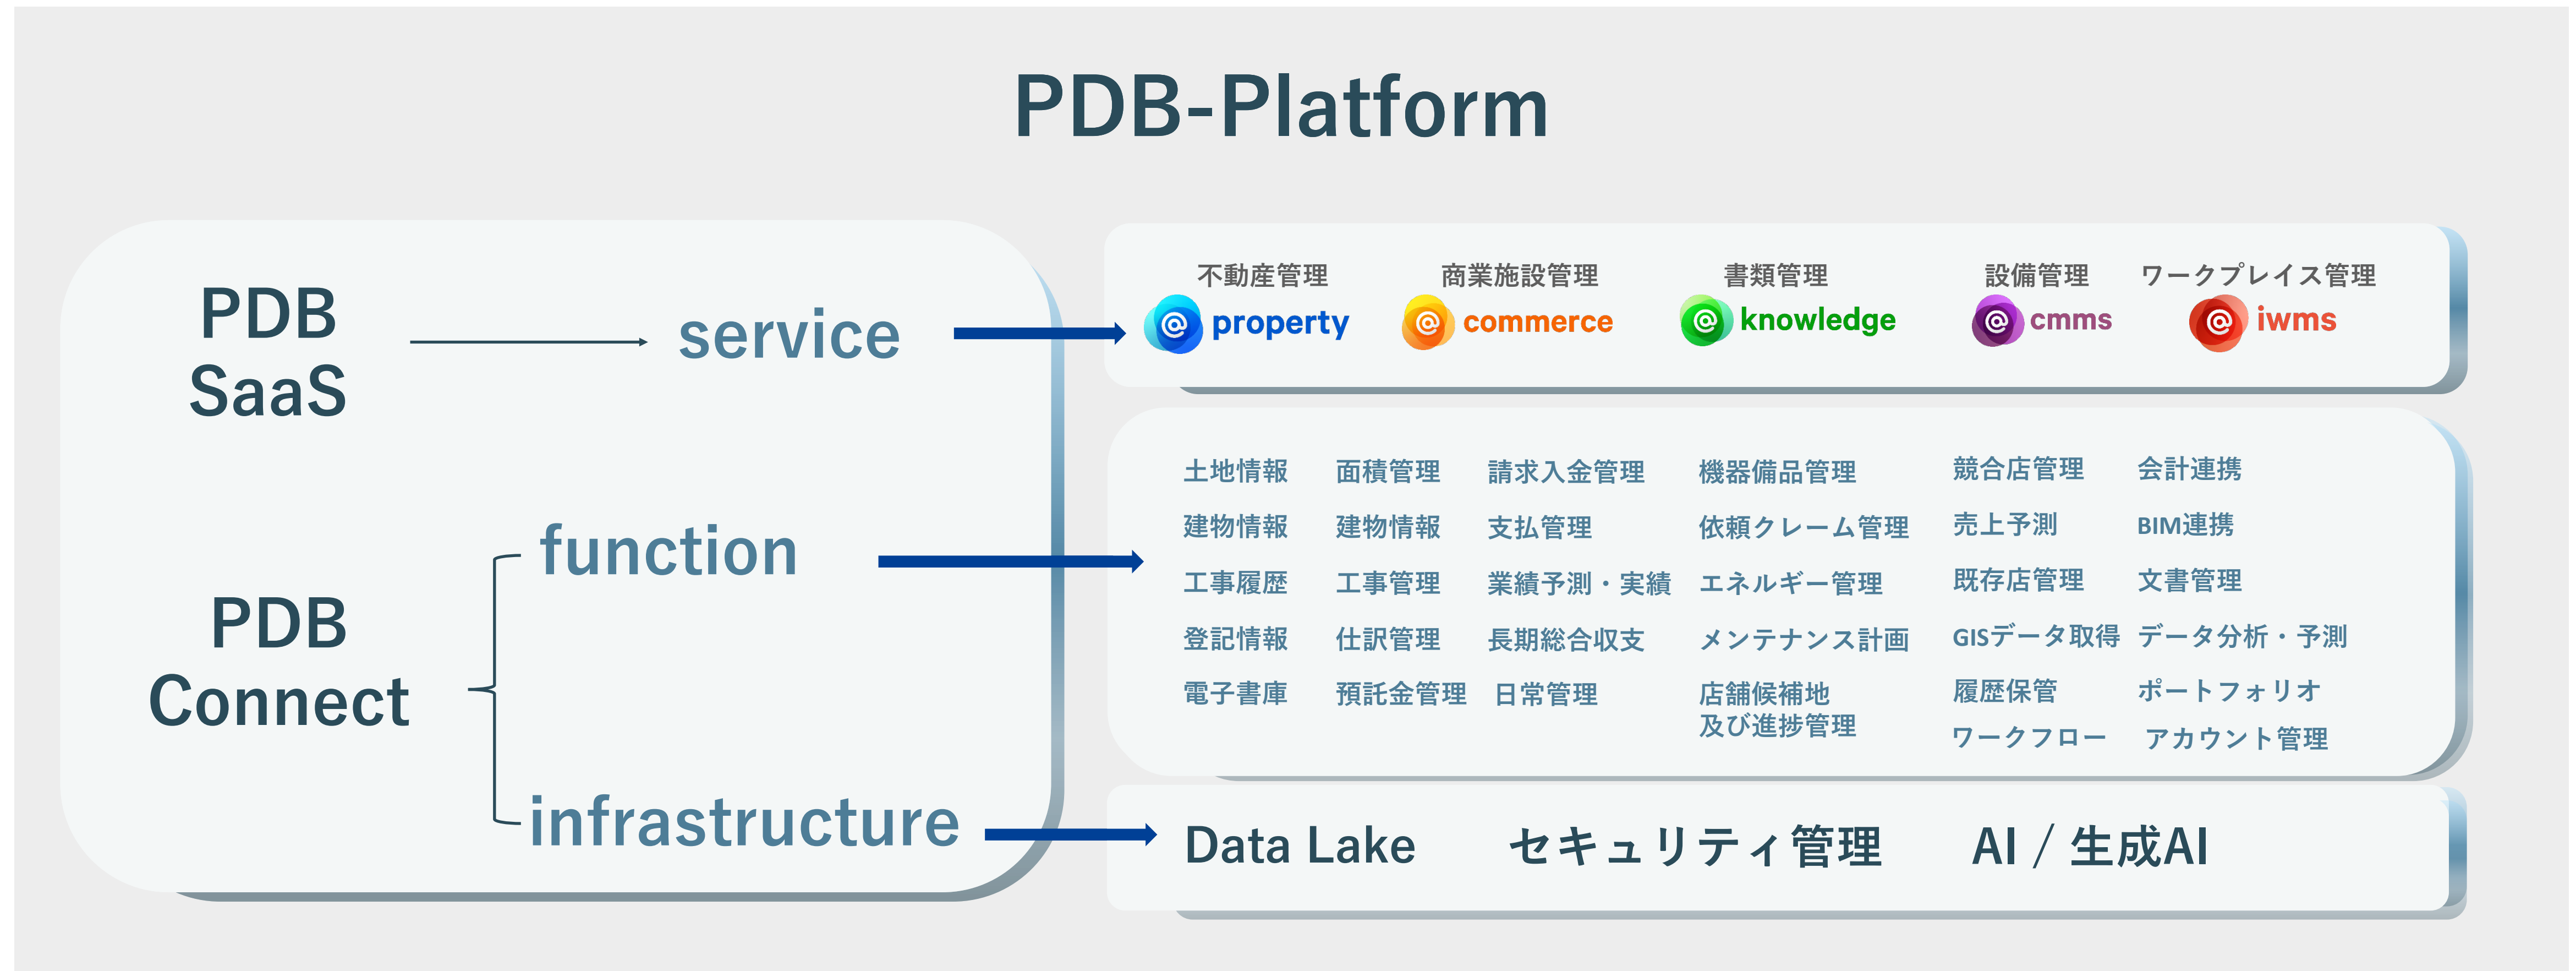 PDB-Platform
PDB
SaaS
service
PDB
Connect
function
infrastructure
不動産管理
@property
商業施設管理
@commerce
書類管理
@knowledge
設備管理
@cmms
ワークプレイス管理
@iwms
土地情報
建物情報
工事履歴
登記情報
電子書庫
面積管理
建物情報
工事管理
仕訳管理
預託金管理
請求入金管理
支払管理
業績予測・実績
長期総合収支
日常管理
機器備品管理
依頼クレーム管理
エネルギー管理
メンテナンス計画
店舗候補地
及び進捗管理
競合店管理
売上予測
既存店管理
GISデータ取得
履歴保管
ワークフロー
会計連携
BIM連携
文書管理
データ分析・予測
ポートフォリオ
アカウント管理
Data Lake
セキュリティ管理
AI / 生成AI